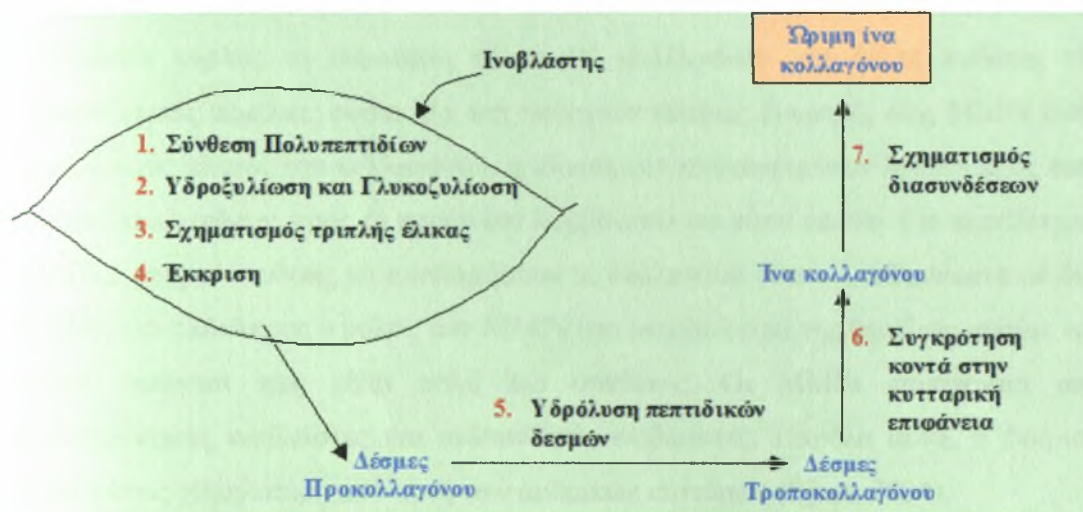 Ινοβλάστης
1. Σύνθεση Πολυπεπτιδίων
2. Υδροξυλίωση και Γλυκοζυλίωση
3. Σχηματισμός τριπλής έλικας
4. Έκκριση
Δέσμες
Προκολλαγόνου
5. Υδρόλυση πεπτιδικών
δεσμών
Δέσμες
Τροποκολλαγόνου
6. Συγκρότηση
κοντά στην
κυτταρική
επιφάνεια
Ίνα κολλαγόνου
7. Σχηματισμός
διασυνδέσεων
Ώριμη ίνα
κολλαγόνου